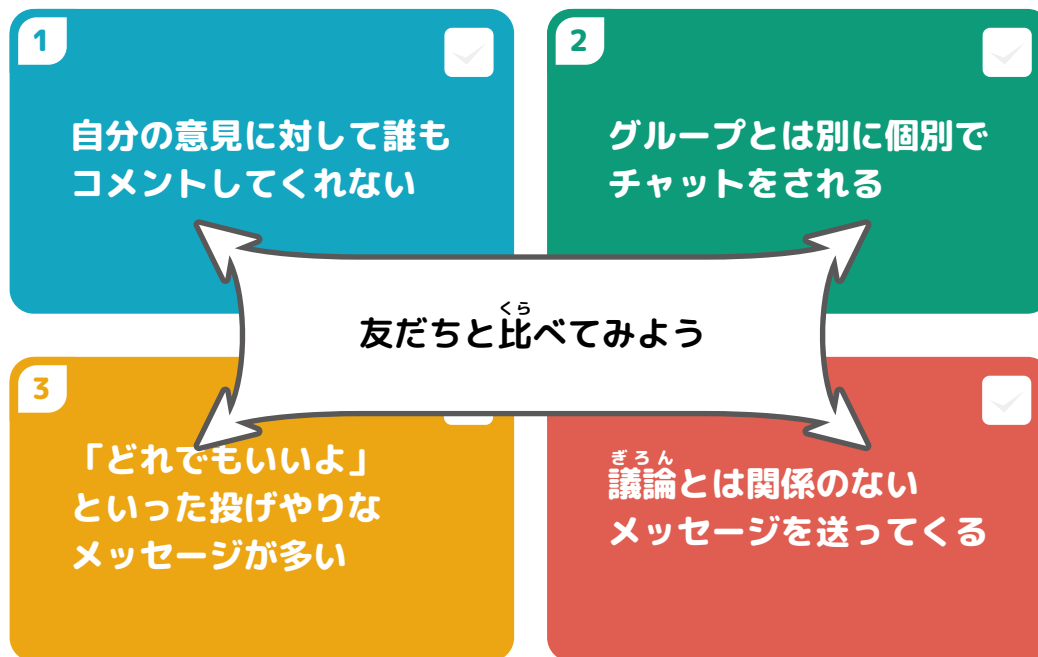 1
自分の意見に対して誰も
コメントしてくれない
2
グループとは別に個別で
チャットをされる
くら
友だちと比べてみよう
3
「どれでもいいよ」
といった投げやりな
メッセージが多い
ぎろん
議論とは関係のない
メッセージを送ってくる